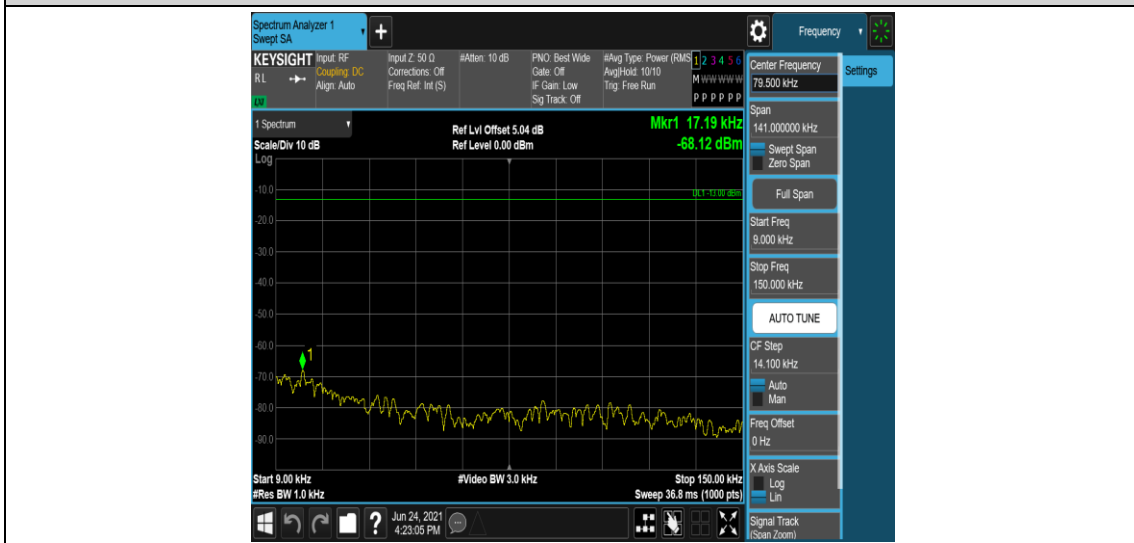 Spectrum Analyzer 1
Swept SA
+
Frequency
KEYSIGHT
RL
LXI
Input: RF
Coupling: DC
Align: Auto
Input Z: 50 Ω
Corrections: Off
Freq Ref: Int (S)
#Atten: 10 dB
PNO: Best Wide
Gate: Off
IF Gain: Low
Sig Track: Off
#Avg Type: Power (RMS
Avg|Hold: 10/10
Trig: Free Run
1 2 3 4 5 6
M W W W W W
P P P P P P
1 Spectrum
Scale/Div 10 dB
Log
Ref Lvl Offset 5.04 dB
Ref Level 0.00 dBm
Mkr1 17.19 kHz
-68.12 dBm
DL1 -13.00 dBm
-10.0
-20.0
-30.0
-40.0
-50.0
-60.0
-70.0
-80.0
-90.0
1
Start 9.00 kHz
#Res BW 1.0 kHz
#Video BW 3.0 kHz
Stop 150.00 kHz
Sweep 36.8 ms (1000 pts)
?
Jun 24, 2021
4:23:05 PM
Center Frequency
79.500 kHz
Span
141.000000 kHz
Swept Span
Zero Span
Full Span
Start Freq
9.000 kHz
Stop Freq
150.000 kHz
AUTO TUNE
CF Step
14.100 kHz
Auto
Man
Freq Offset
0 Hz
X Axis Scale
Log
Lin
Signal Track
(Span Zoom)
Settings